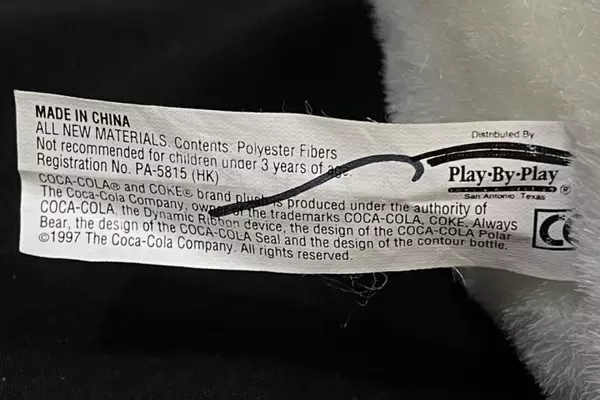 MADE IN CHINA
ALL NEW MATERIALS. Contents: Polyester Fibers
Not recommended for children under 3 years of age.
Registration No. PA-5815 (HK)
COCA-COLA® and COKE® brand plush is produced under the authority of
The Coca-Cola Company, owner of the trademarks COCA-COLA, COKE, Always
COCA-COLA, the Dynamic Ribbon device, the design of the COCA-COLA Polar
Bear, the design of the COCA-COLA Seal and the design of the contour bottle.
©1997 The Coca-Cola Company. All rights reserved.
Distributed By
Play-By-Play
®
San Antonio, Texas
CE